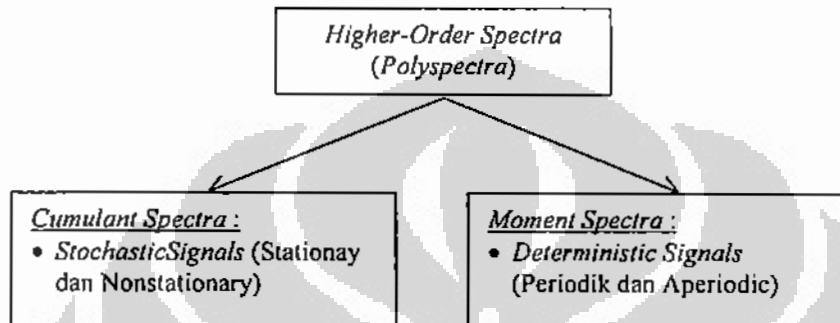 Higher-Order Spectra
(Polyspectra)
Cumulant Spectra :
• StochasticSignals (Stationay
dan Nonstationary)
Moment Spectra :
• Deterministic Signals
(Periodik dan Aperiodic)